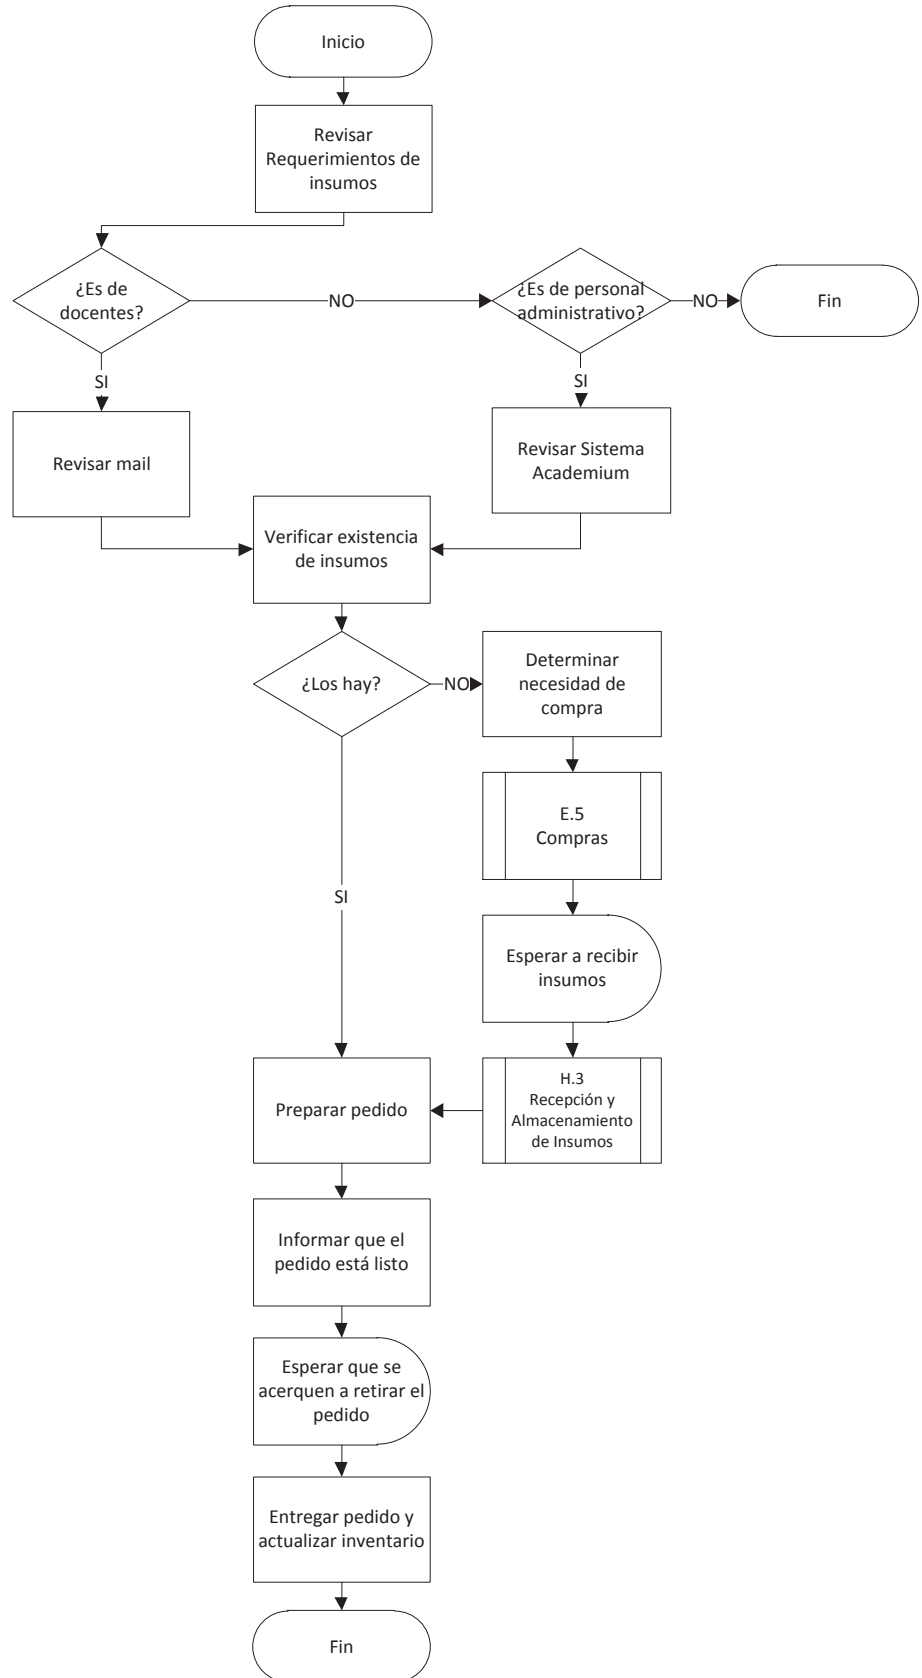 Inicio
Revisar
Requerimientos de
insumos
¿Es de
docentes?
NO
¿Es de personal
administrativo?
NO
Fin
SI
SI
Revisar mail
Revisar Sistema
Academium
Verificar existencia
de insumos
¿Los hay?
NO
Determinar
necesidad de
compra
E.5
Compras
SI
Esperar a recibir
insumos
H.3
Recepción y
Almacenamiento
de Insumos
Preparar pedido
Informar que el
pedido está listo
Esperar que se
acerquen a retirar el
pedido
Entregar pedido y
actualizar inventario
Fin